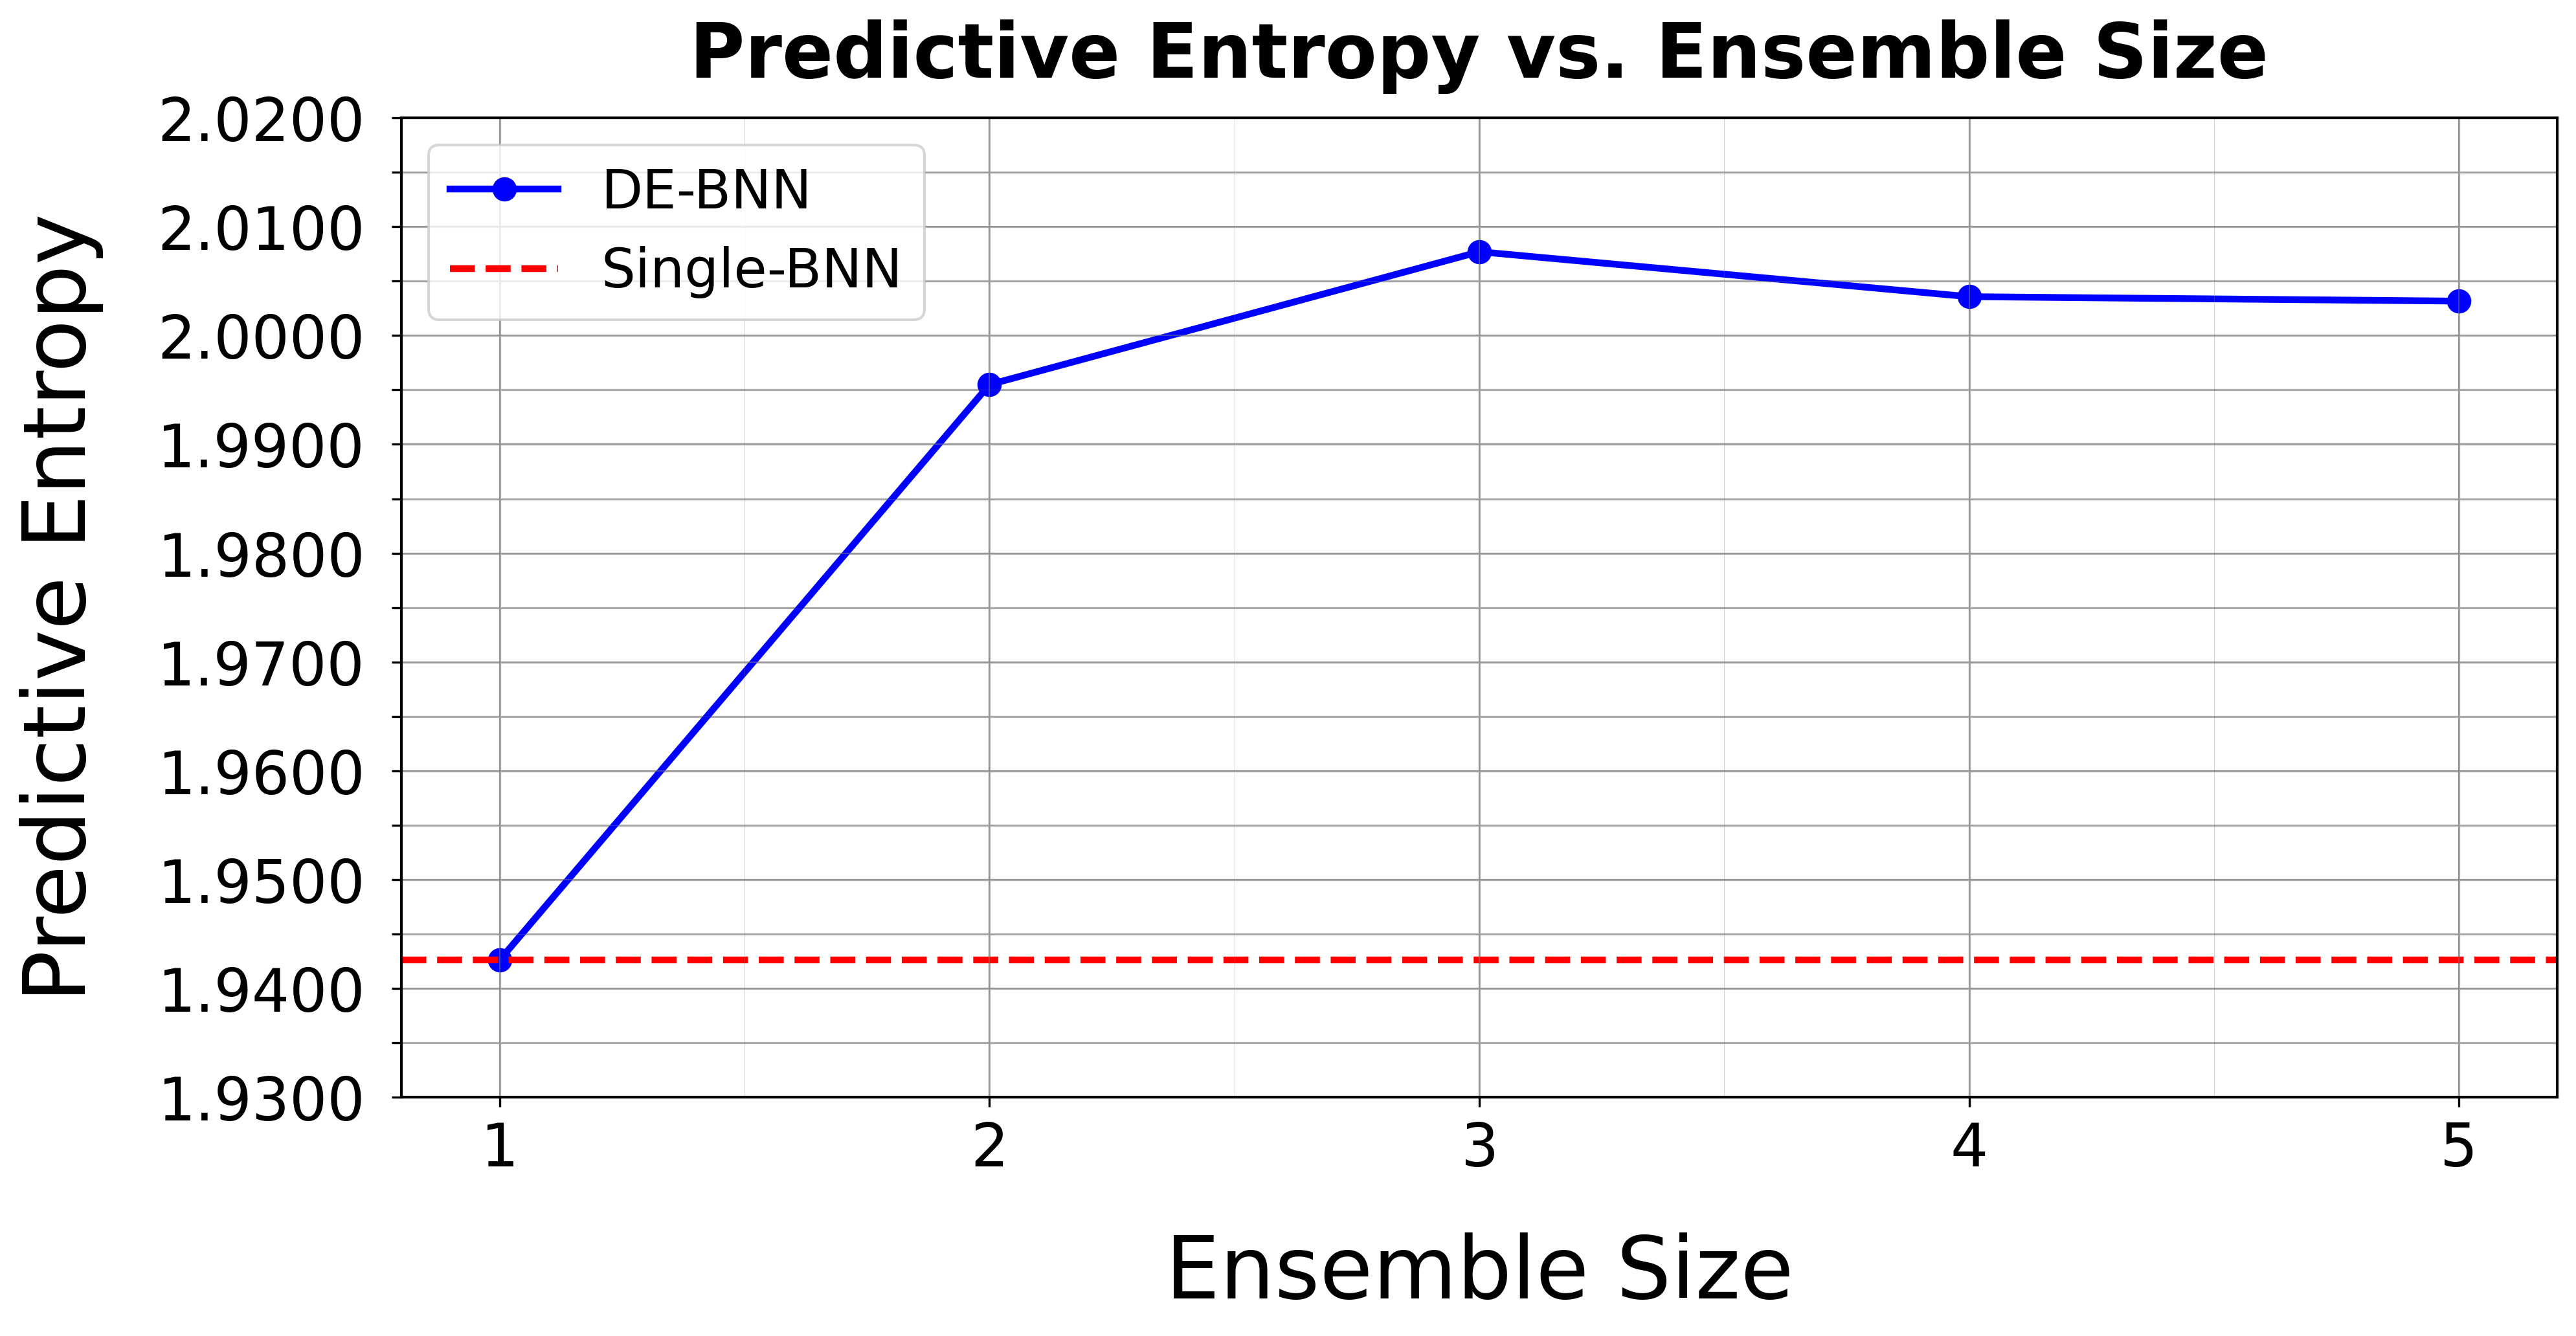 Predictive Entropy vs. Ensemble Size
Predictive Entropy
2.0200
2.0100
2.0000
1.9900
1.9800
1.9700
1.9600
1.9500
1.9400
1.9300
DE-BNN
Single-BNN
1 2 3 4 5
Ensemble Size